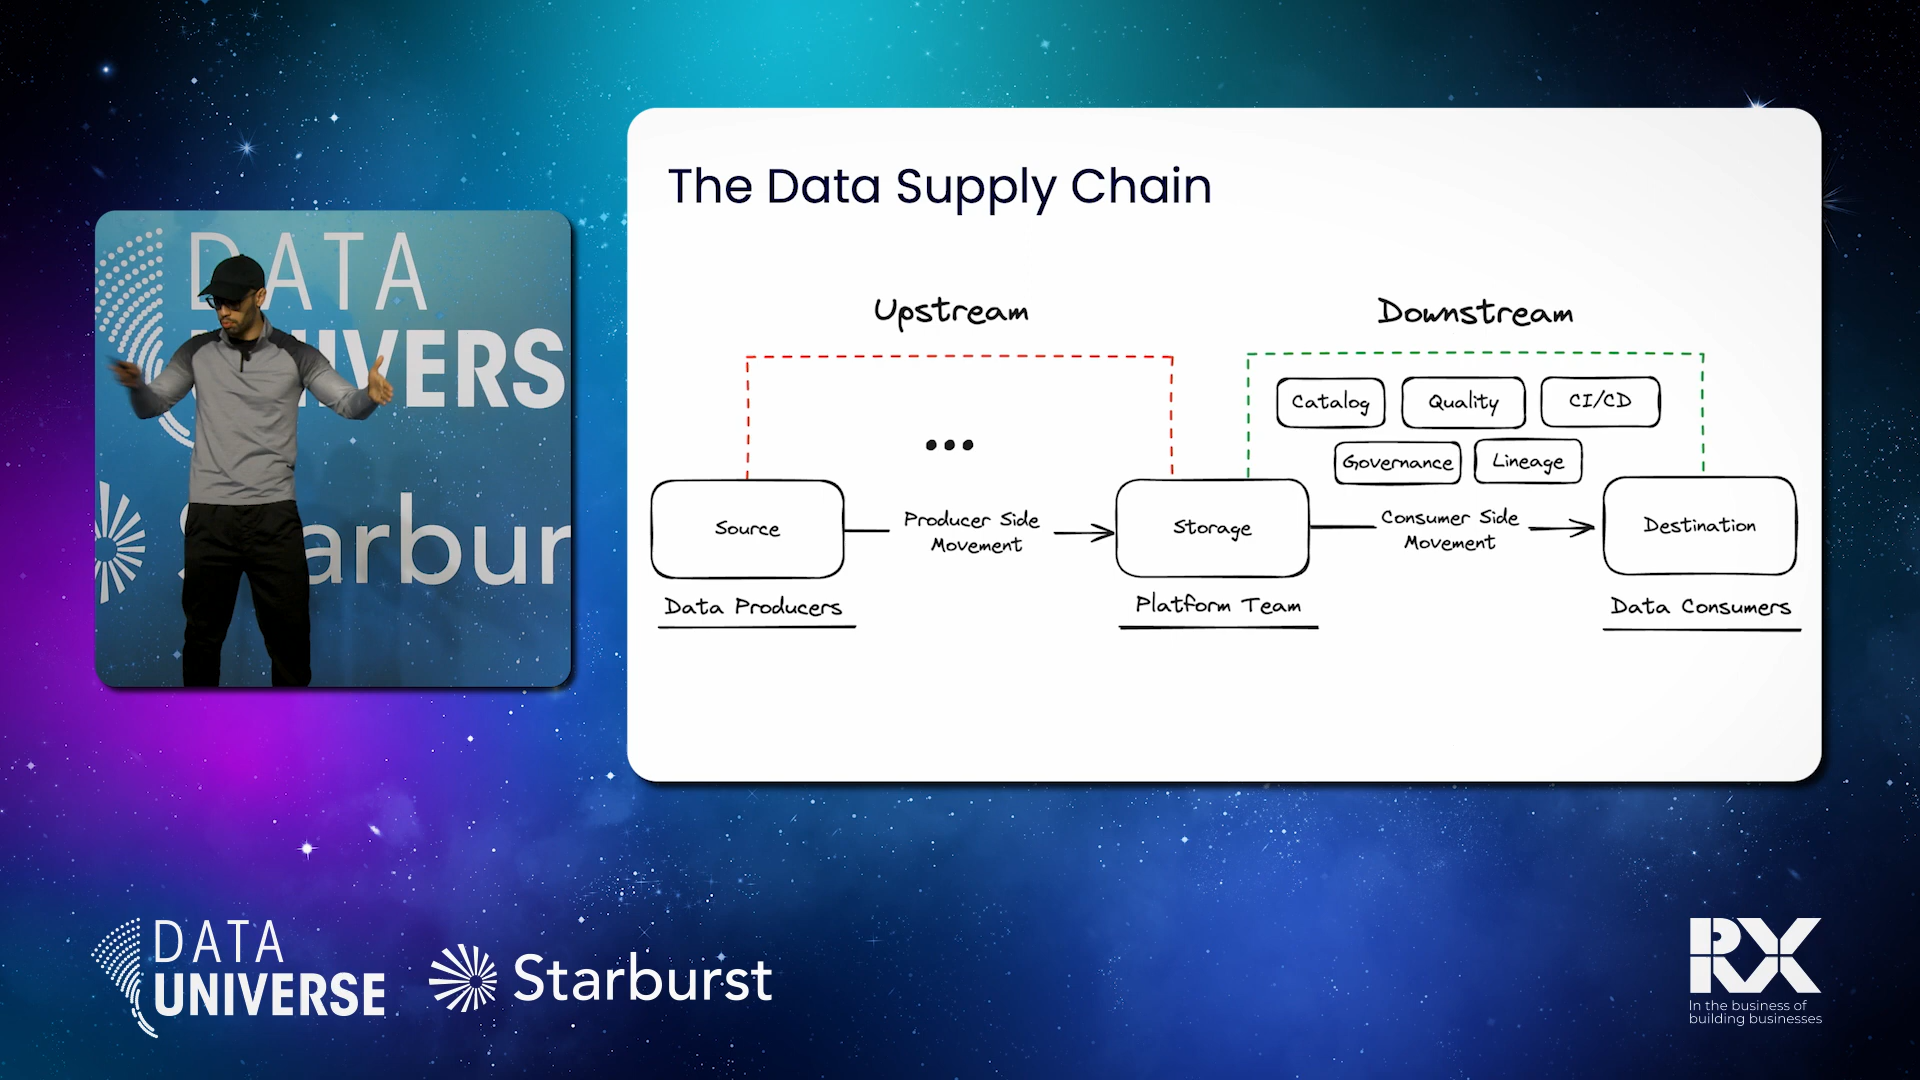 The Data Supply Chain
Upstream
Downstream
Catalog
Quality
CI/CD
Governance
Lineage
...
Source
Producer Side
Movement
Storage
Consumer Side
Movement
Destination
Data Producers
Platform Team
Data Consumers
DATA
UNIVERS
Starbur
DATA
UNIVERSE
Starburst
RX
In the business of
building businesses